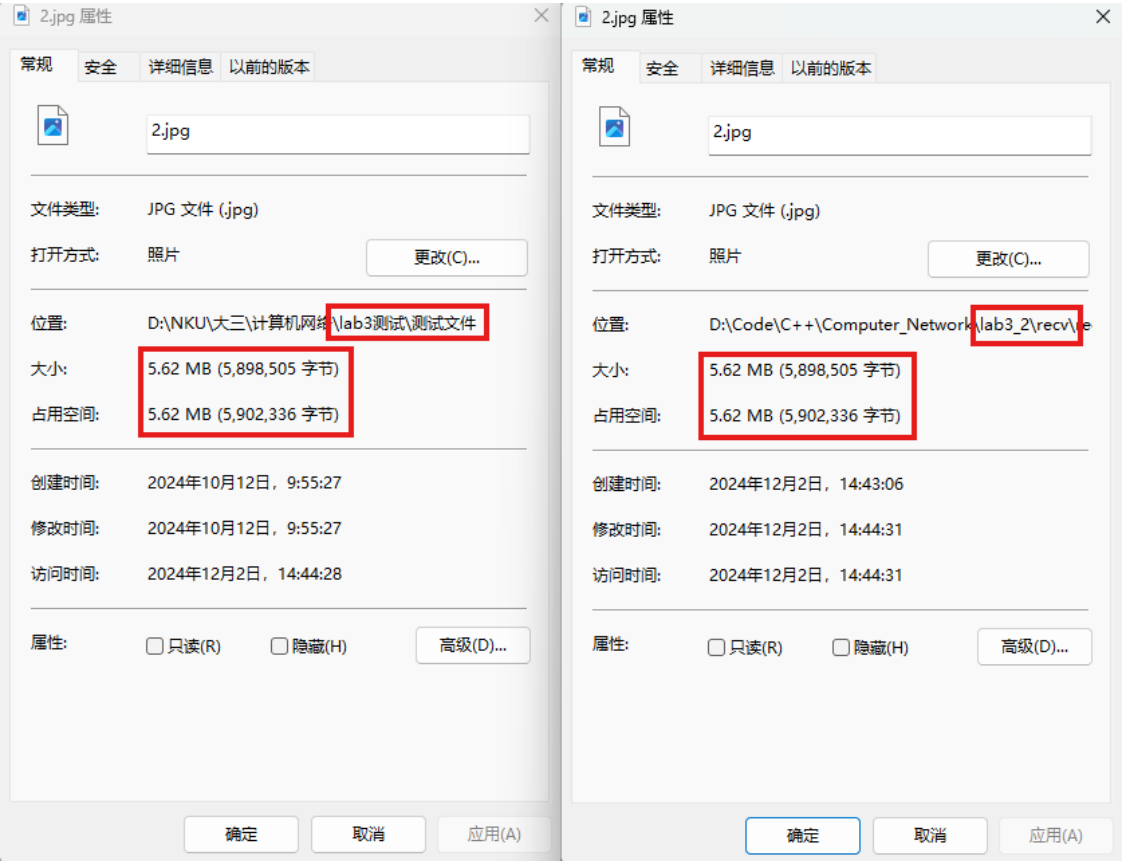 2.jpg 属性
常规 安全 详细信息 以前的版本
2.jpg
文件类型: JPG 文件 (.jpg)
打开方式: 照片 更改(C)...
位置: D:\NKU\大三\计算机网络\lab3测试\测试文件
大小: 5.62 MB (5,898,505 字节)
占用空间: 5.62 MB (5,902,336 字节)
创建时间: 2024年10月12日，9:55:27
修改时间: 2024年10月12日，9:55:27
访问时间: 2024年12月2日，14:44:28
属性: 只读(R) 隐藏(H) 高级(D)...
确定 取消 应用(A)
2.jpg 属性
常规 安全 详细信息 以前的版本
2.jpg
文件类型: JPG 文件 (.jpg)
打开方式: 照片 更改(C)...
位置: D:\Code\C++\Computer_Network\lab3_2\recv\re
大小: 5.62 MB (5,898,505 字节)
占用空间: 5.62 MB (5,902,336 字节)
创建时间: 2024年12月2日，14:43:06
修改时间: 2024年12月2日，14:44:31
访问时间: 2024年12月2日，14:44:31
属性: 只读(R) 隐藏(H) 高级(D)...
确定 取消 应用(A)